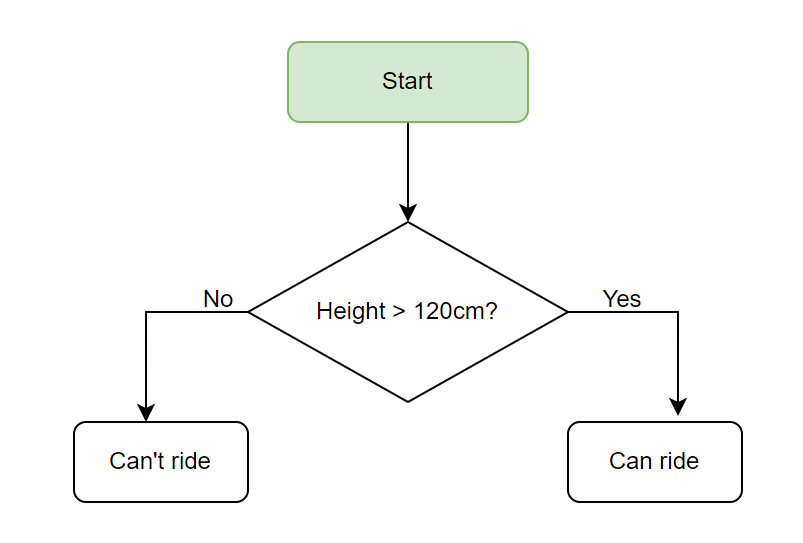 Start
No
Yes
Height > 120cm?
Can't ride
Can ride